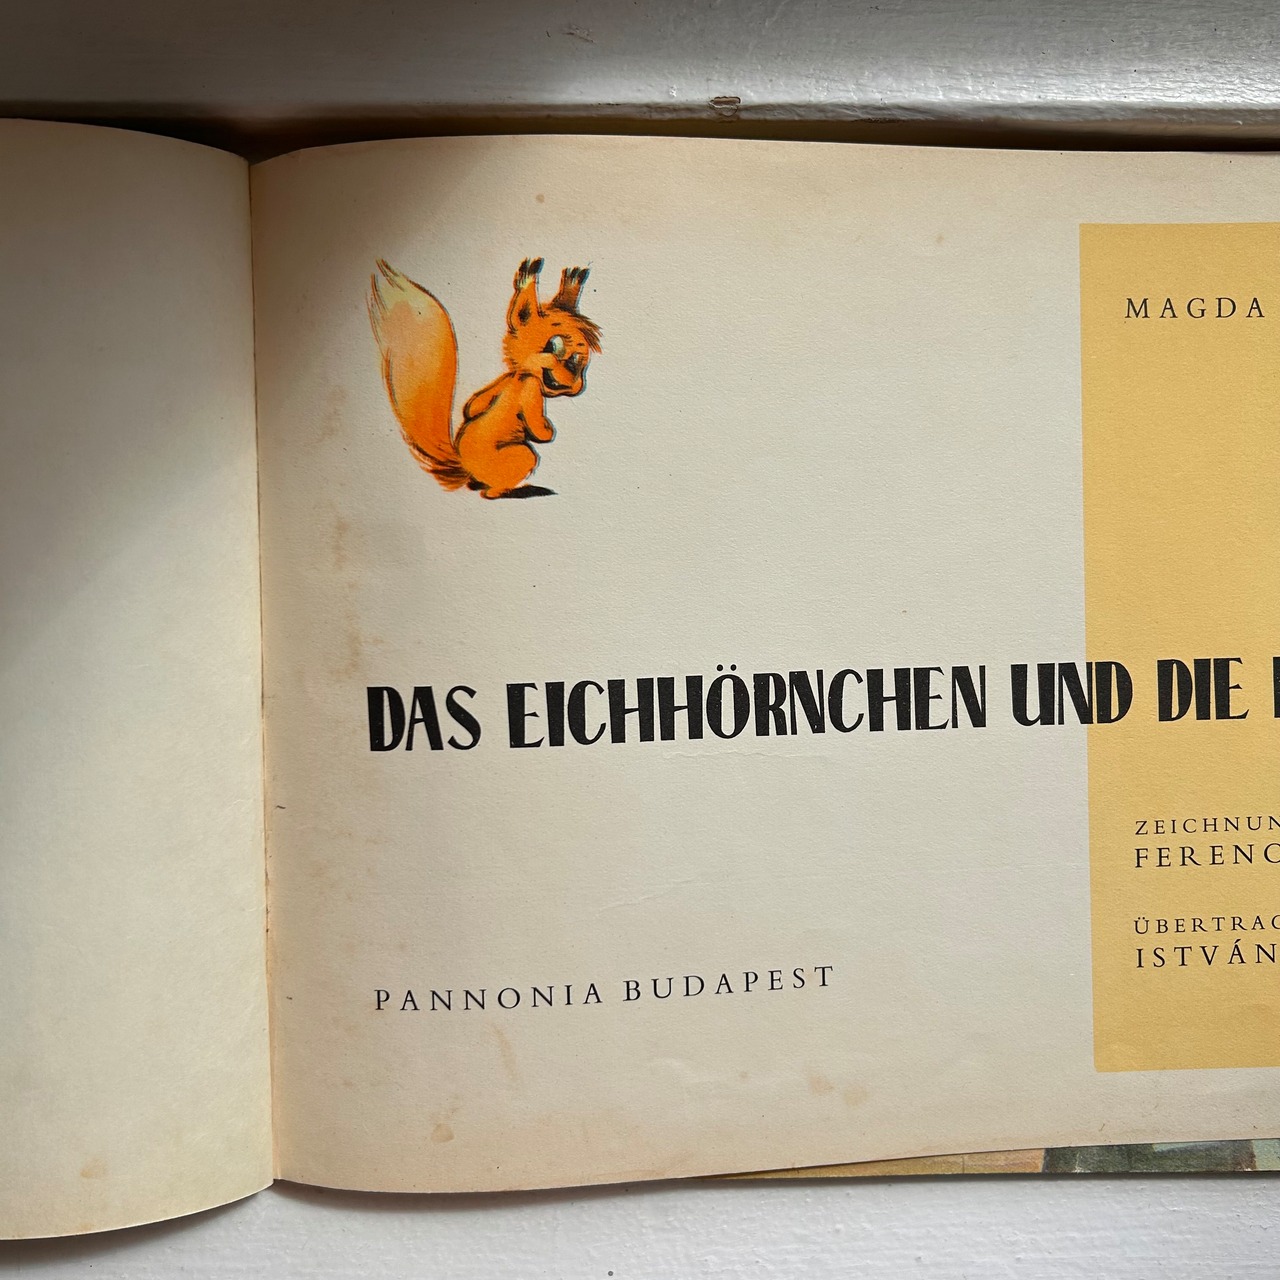 MAGDA
DAS EICHHÖRNCHEN UND DIE
ZEICHNUN
FERENC
ÜBERTRAG
ISTVÁN
PANNONIA BUDAPEST